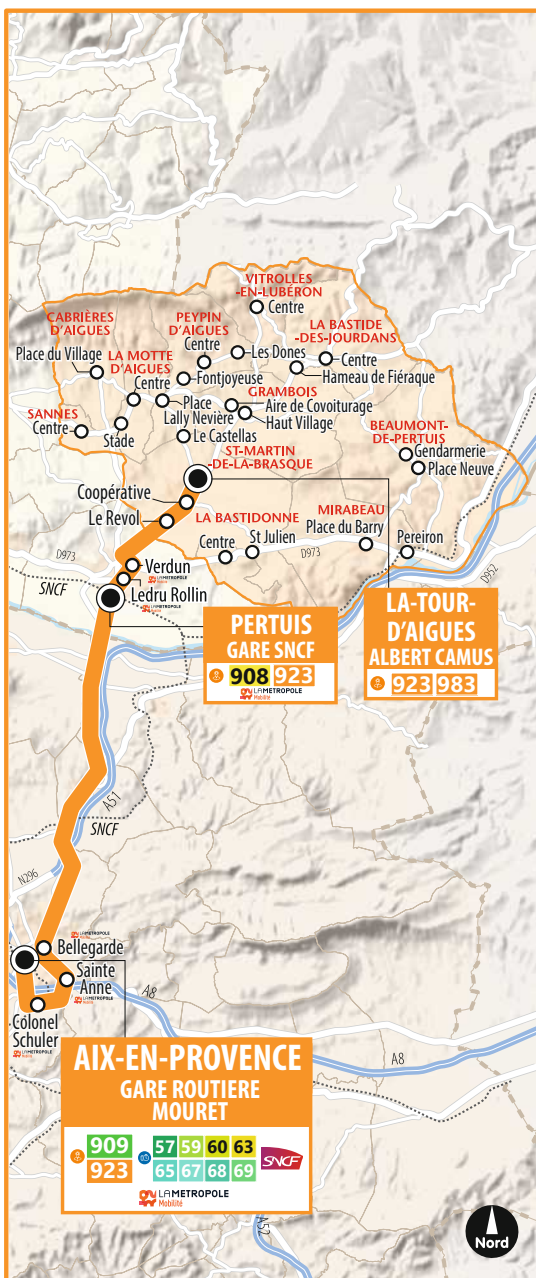 VITROLLES
-EN-LUBÉRON
Centre
CABRIÈRES
D'AIGUES
PEYPIN
D'AIGUES
Centre
LA BASTIDE
-DES-JOURDANS
Place du Village
LA MOTTE
D'AIGUES
Centre
Les Dones
Centre
Fontjoyeuse
Hameau de Fiéraque
GRAMBOIS
Place
Lally Nevière
Aire de Covoiturage
Haut Village
SANNES
Centre
Stade
Le Castellas
BEAUMONT-
DE-PERTUIS
Gendarmerie
Place Neuve
ST-MARTIN
-DE-LA-BRASQUE
Coopérative
Le Revol
LA BASTIDONNE
MIRABEAU
Place du Barry
Centre
St Julien
D973
Pereiron
D973
D952
SNCF
Verdun
LAMETROPOLE
Ledru Rollin
LAMETROPOLE
PERTUIS
GARE SNCF
908 923
LAMETROPOLE
Mobilité
LA-TOUR-
D'AIGUES
ALBERT CAMUS
923 983
A51
SNCF
N296
LAMETROPOLE
Bellegarde
Sainte
Anne
LAMETROPOLE
Colonel
Schuler
LAMETROPOLE
A8
A8
AIX-EN-PROVENCE
GARE ROUTIERE
MOURET
909
923
57 59 60 63
65 67 68 69
SNCF
LAMETROPOLE
Mobilité
A52
Nord